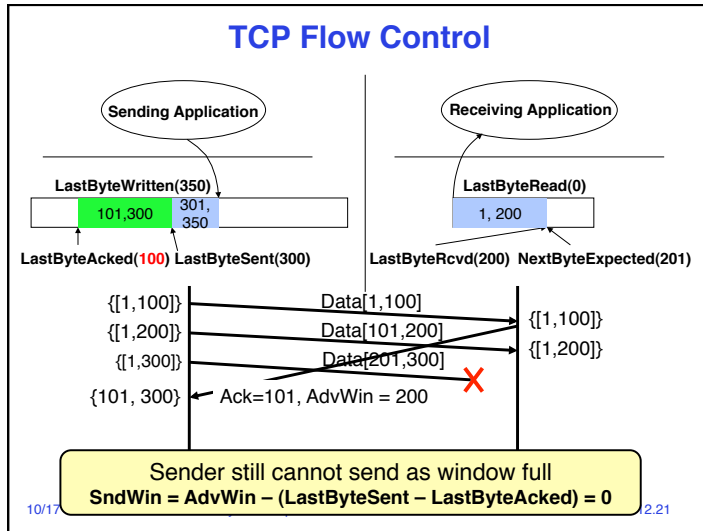 TCP Flow Control
Sending Application
Receiving Application
LastByteWritten(350)
LastByteRead(0)
101,300
301,
350
1, 200
LastByteAcked(100) LastByteSent(300)
LastByteRcvd(200) NextByteExpected(201)
{[1,100]}
Data[1,100]
{[1,100]}
{[1,200]}
Data[101,200]
{[1,200]}
{[1,300]}
Data[201,300]
{101, 300}
Ack=101, AdvWin = 200
Sender still cannot send as window full
SndWin = AdvWin – (LastByteSent – LastByteAcked) = 0
10/17
12.21